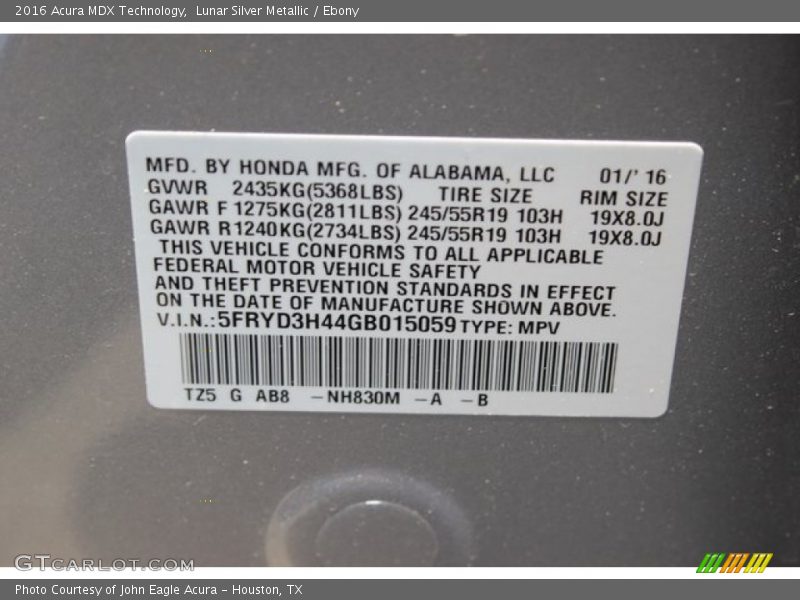 2016 Acura MDX Technology,  Lunar Silver Metallic / Ebony
MFD. BY HONDA MFG. OF ALABAMA, LLC 01/' 16
GVWR 2435KG(5368LBS) TIRE SIZE RIM SIZE
GAWR F 1275KG(2811LBS) 245/55R19 103H 19X8.0J
GAWR R 1240KG(2734LBS) 245/55R19 103H 19X8.0J
THIS VEHICLE CONFORMS TO ALL APPLICABLE
FEDERAL MOTOR VEHICLE SAFETY
AND THEFT PREVENTION STANDARDS IN EFFECT
ON THE DATE OF MANUFACTURE SHOWN ABOVE.
V.I.N.:5FRYD3H44GB015059 TYPE: MPV
TZ5 G AB8 -NH830M -A -B
GTCARLOT.COM
Photo Courtesy of John Eagle Acura - Houston, TX